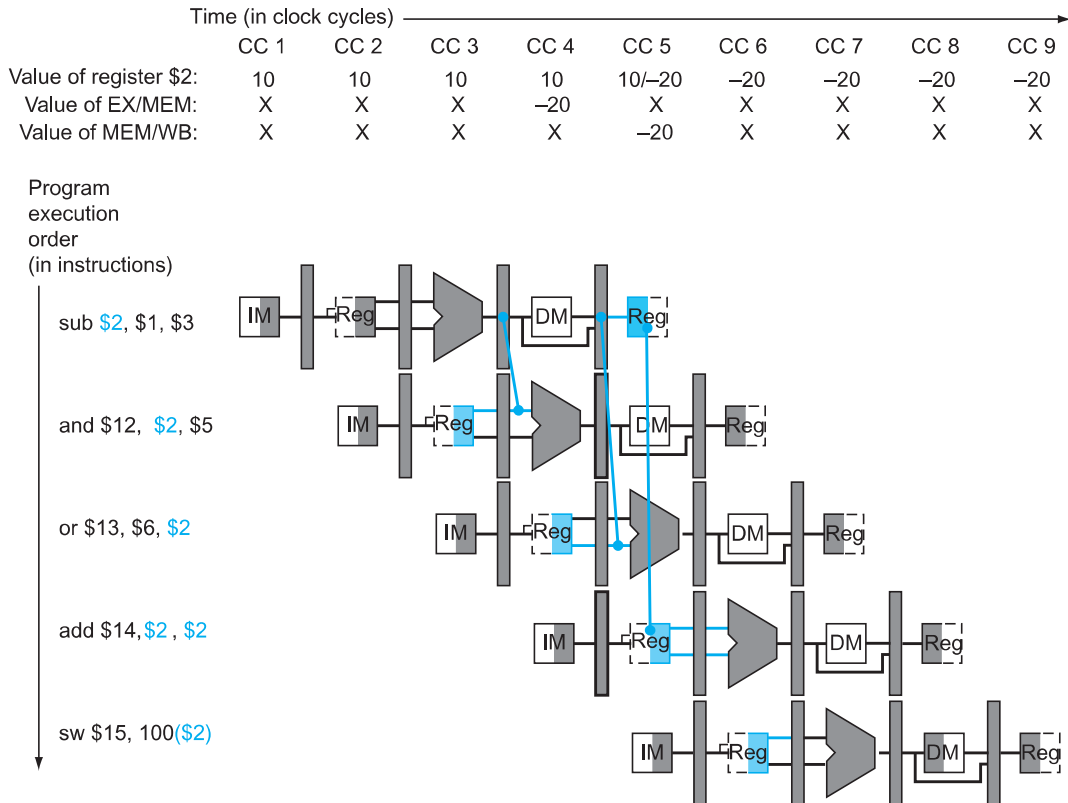 Time (in clock cycles)
CC 1 CC 2 CC 3 CC 4 CC 5 CC 6 CC 7 CC 8 CC 9
Value of register $2: 10 10 10 10 10/–20 –20 –20 –20 –20
Value of EX/MEM: X X X –20 X X X X X
Value of MEM/WB: X X X X –20 X X X X
Program
execution
order
(in instructions)
sub $2, $1, $3
IM Reg DM Reg
and $12, $2, $5
IM Reg DM Reg
or $13, $6, $2
IM Reg DM Reg
add $14, $2 , $2
IM Reg DM Reg
sw $15, 100($2)
IM Reg DM Reg